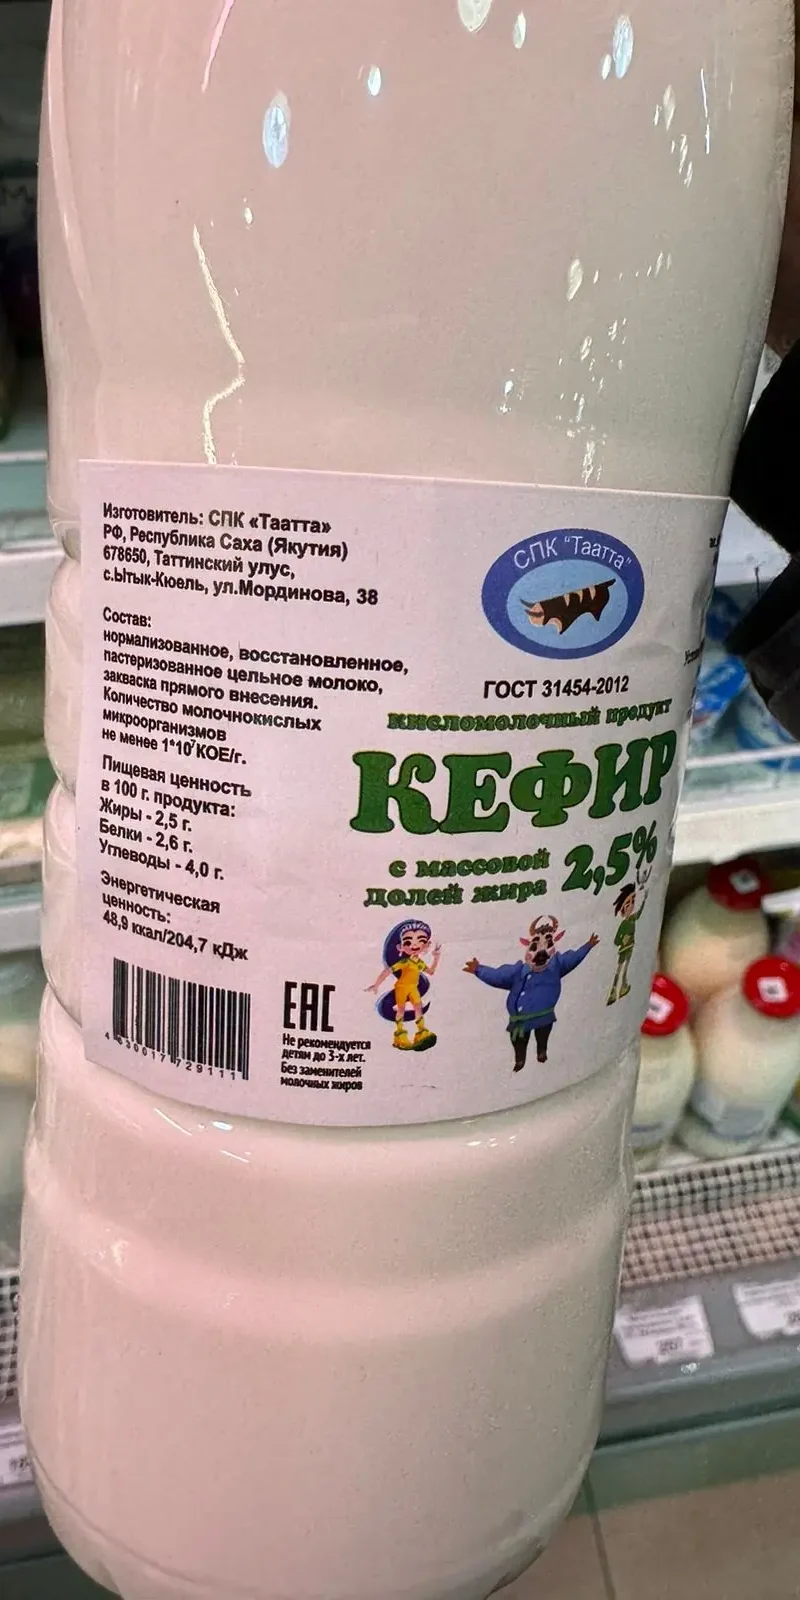 Изготовитель: СПК «Таатта»
РФ, Республика Саха (Якутия)
678650, Таттинский улус,
с.Ытык-Кюель, ул.Мординова, 38
Состав:
нормализованное, восстановленное,
пастеризованное цельное молоко,
закваска прямого внесения.
Количество молочнокислых
микроорганизмов
не менее 1*10⁷КОЕ/г.
Пищевая ценность
в 100 г. продукта:
Жиры - 2,5 г.
Белки - 2,6 г.
Углеводы - 4,0 г.
Энергетическая
ценность:
48,9 ккал/204,7 кДж
4630017729111
ЕАС
Не рекомендуется
детям до 3-х лет.
Без заменителей
молочных жиров
СПК "Таатта"
ГОСТ 31454-2012
кисломолочный продукт
КЕФИР
с массовой
долей жира 2,5%